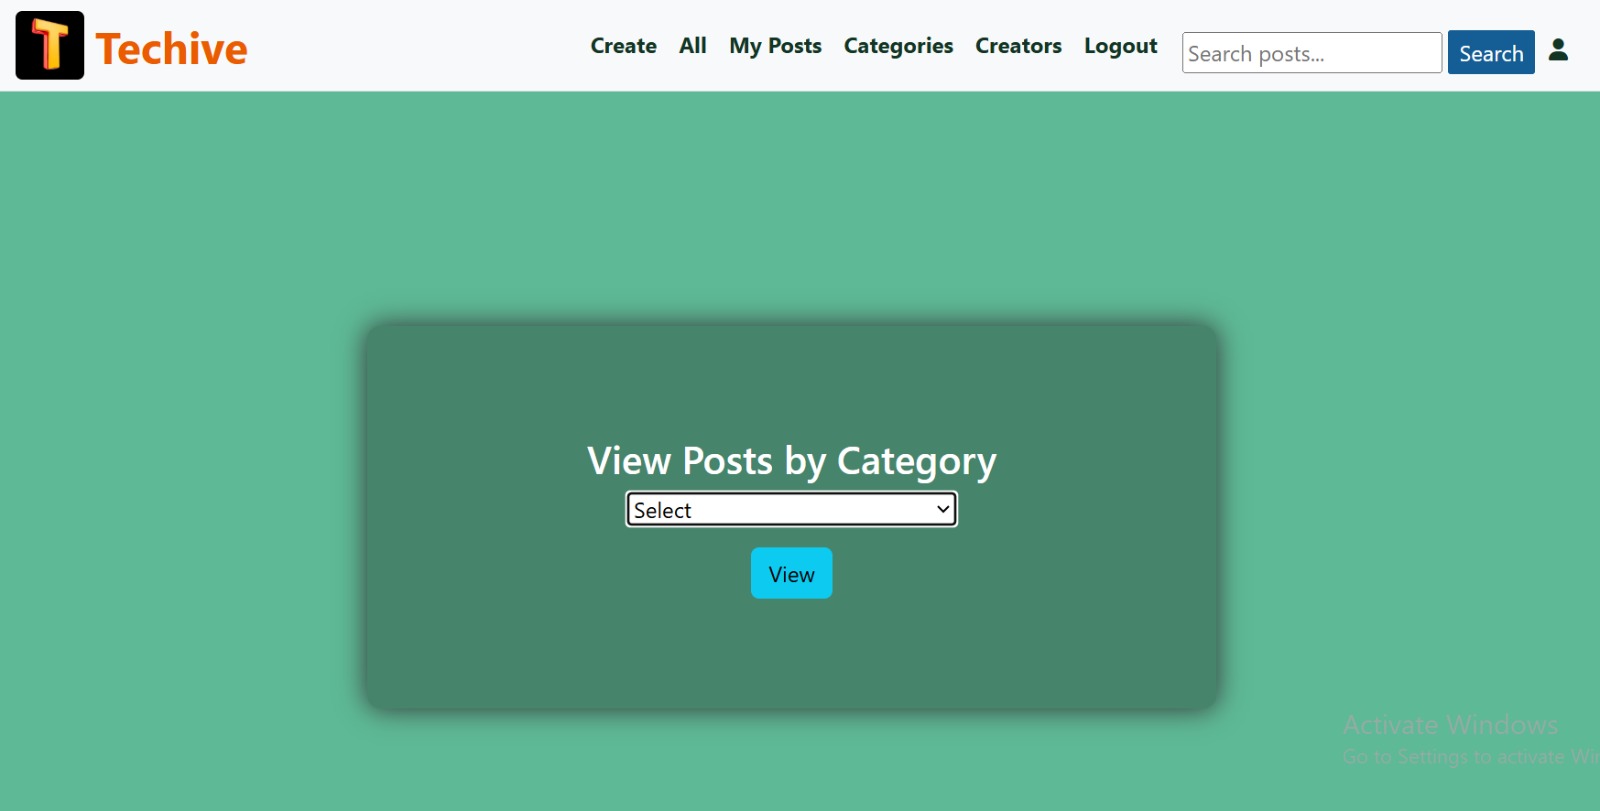 T Techive
Create All My Posts Categories Creators Logout Search posts... Search
View Posts by Category
Select
View
Activate Windows
Go to Settings to activate Wi